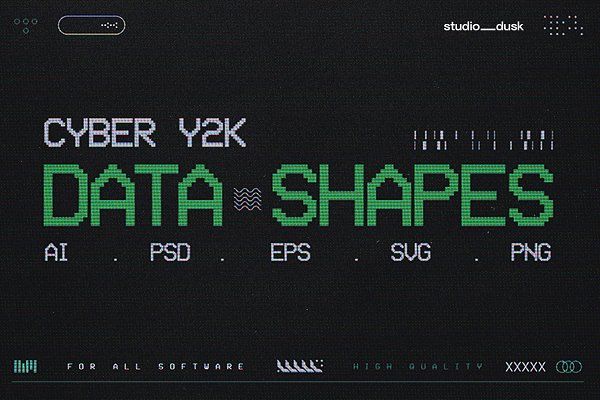 studio__dusk
CYBER Y2K
DATA SHAPES
AI . PSD . EPS . SVG . PNG
FOR ALL SOFTWARE HIGH QUALITY XXXXX